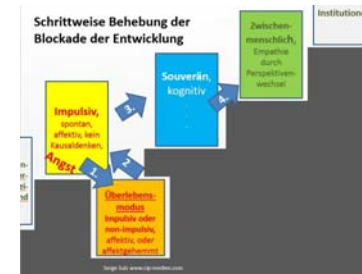 Schrittweise Behebung der
Blockade der Entwicklung
Zwischen-
menschlich,
Empathie
durch
Perspektiven-
wechsel
Institutione
Souverän,
kognitiv
4.
3.
Impulsiv,
spontan,
affektiv, kein
Kausaldenken,
Angst
1.
2.
Überlebens-
modus
Impulsiv oder
non-impulsiv,
affektiv, oder
affektgehemmt